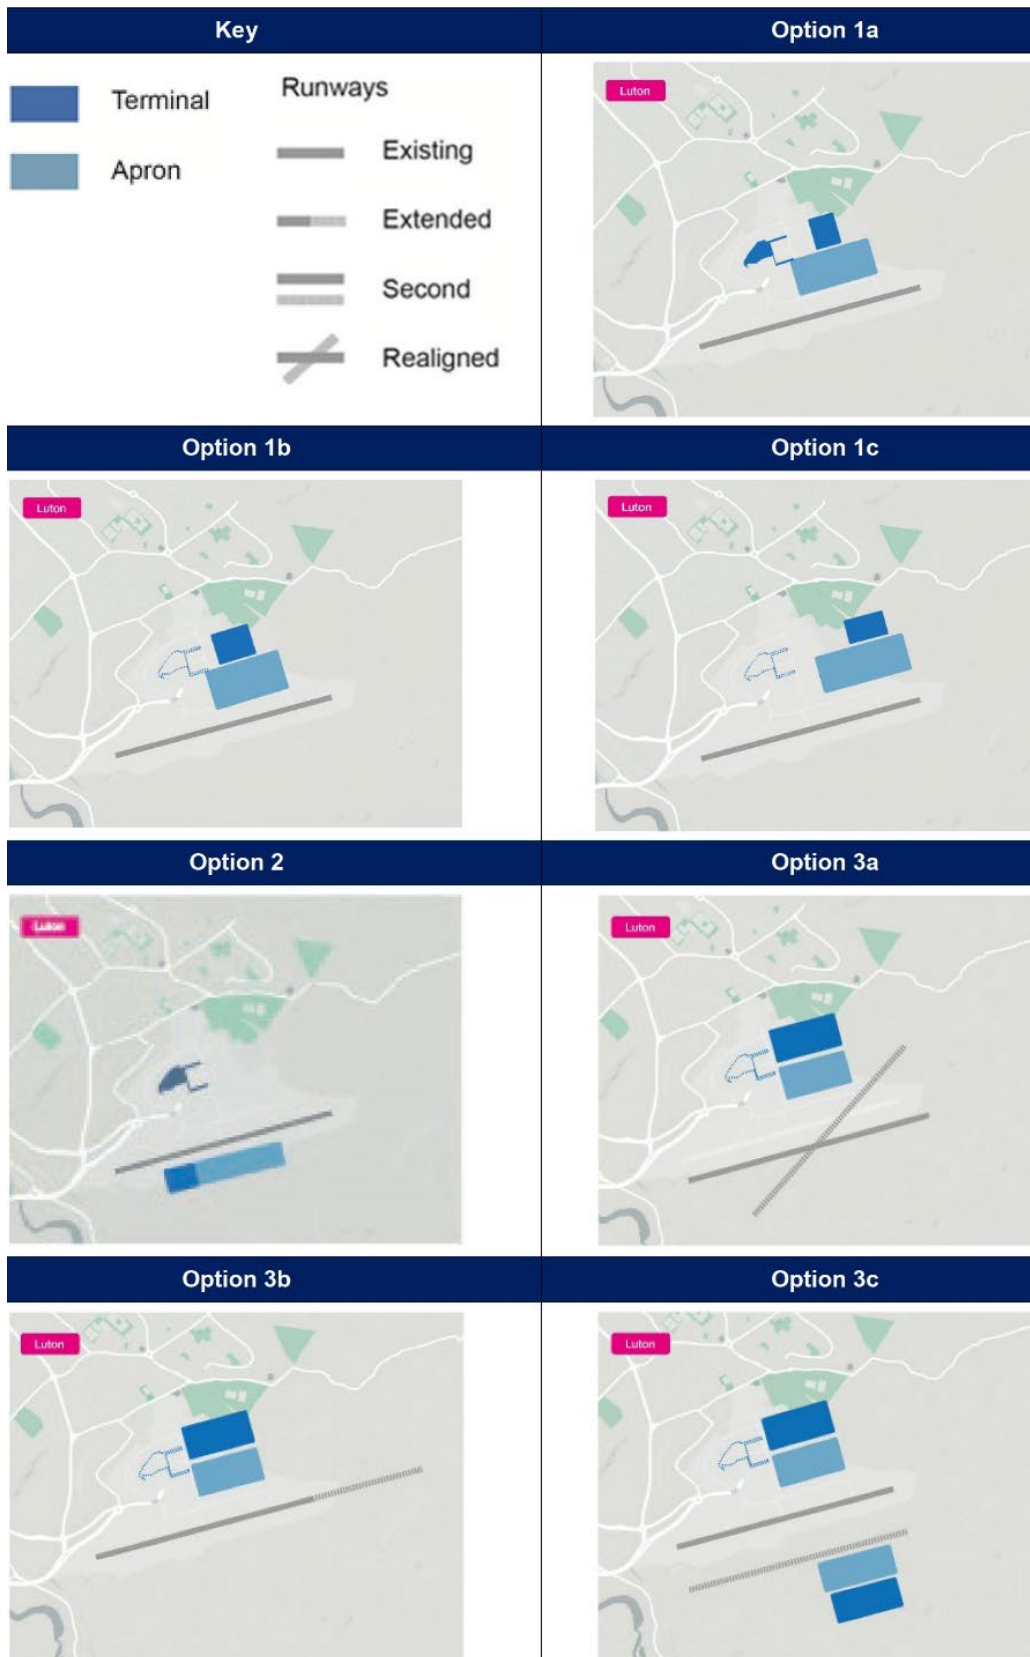 Key
Option 1a
Terminal
Apron
Runways
Existing
Extended
Second
Realigned
Luton
Option 1b
Option 1c
Luton
Luton
Option 2
Option 3a
Luton
Luton
Option 3b
Option 3c
Luton
Luton